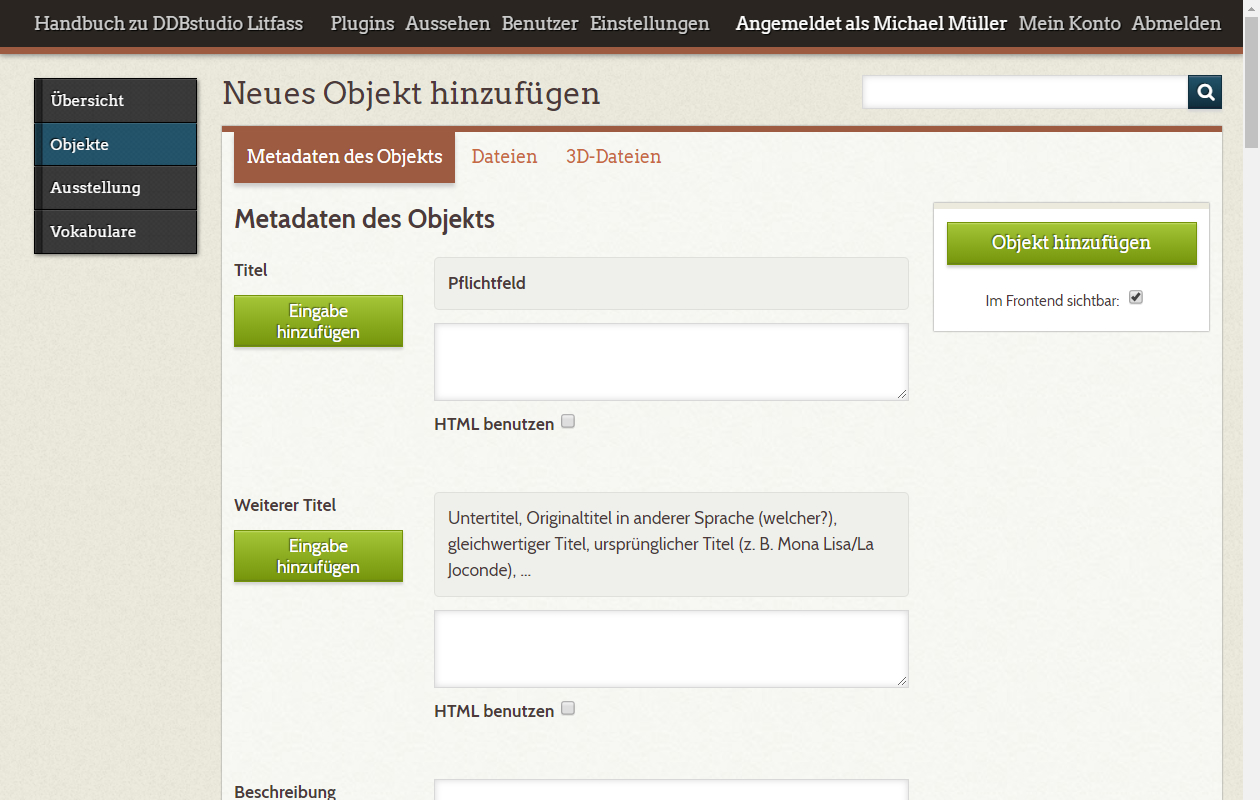 Handbuch zu DDBstudio Litfass Plugins Aussehen Benutzer Einstellungen Angemeldet als Michael Müller Mein Konto Abmelden
Übersicht
Objekte
Ausstellung
Vokabulare
Neues Objekt hinzufügen
Metadaten des Objekts Dateien 3D-Dateien
Metadaten des Objekts
Titel
Eingabe
hinzufügen
Pflichtfeld
HTML benutzen
Weiterer Titel
Eingabe
hinzufügen
Untertitel, Originaltitel in anderer Sprache (welcher?),
gleichwertiger Titel, ursprünglicher Titel (z. B. Mona Lisa/La
Joconde), ...
HTML benutzen
Beschreibung
Objekt hinzufügen
Im Frontend sichtbar: